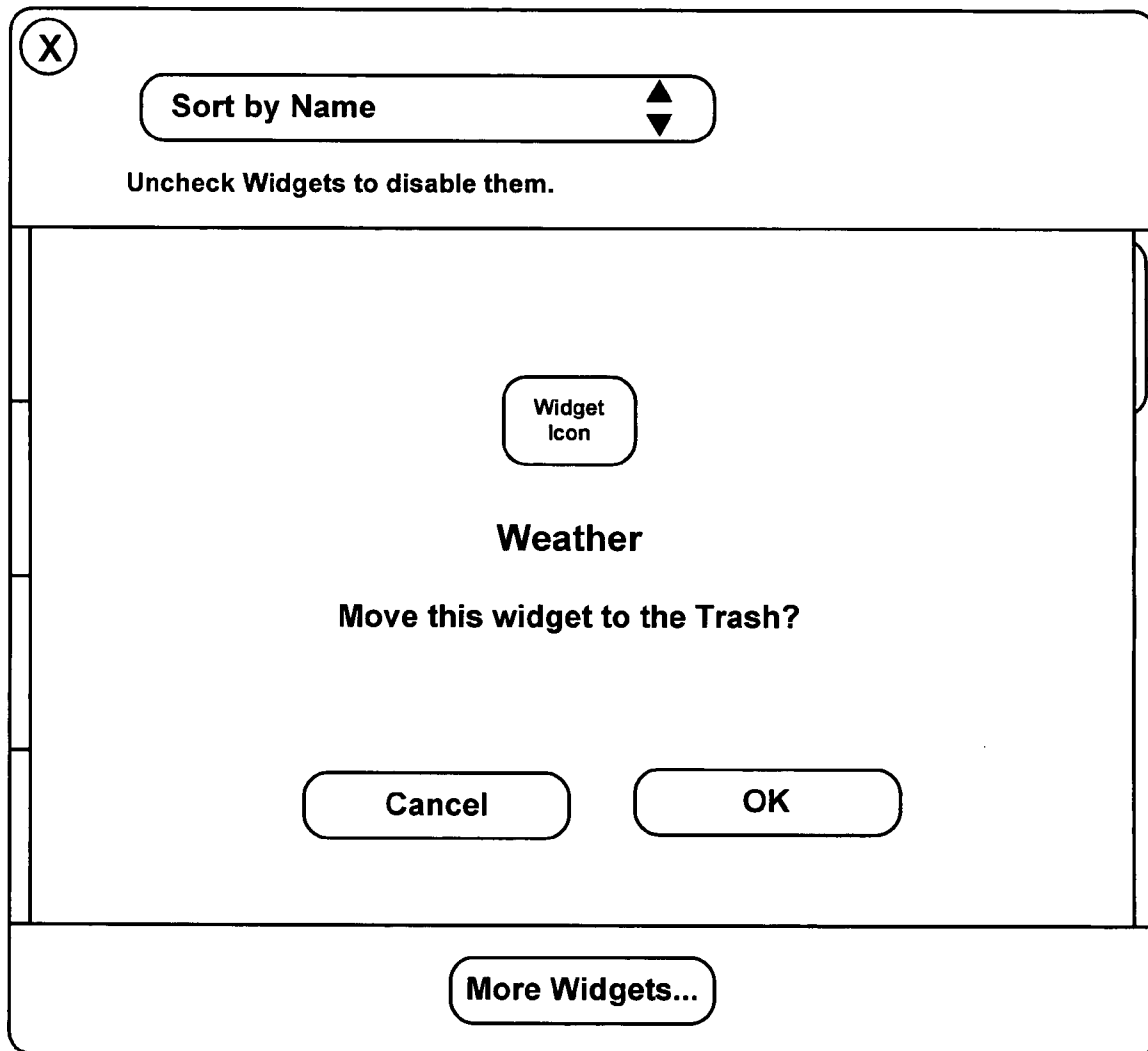 X
Sort by Name
Uncheck Widgets to disable them.
Widget
Icon
Weather
Move this widget to the Trash?
Cancel
OK
More Widgets...